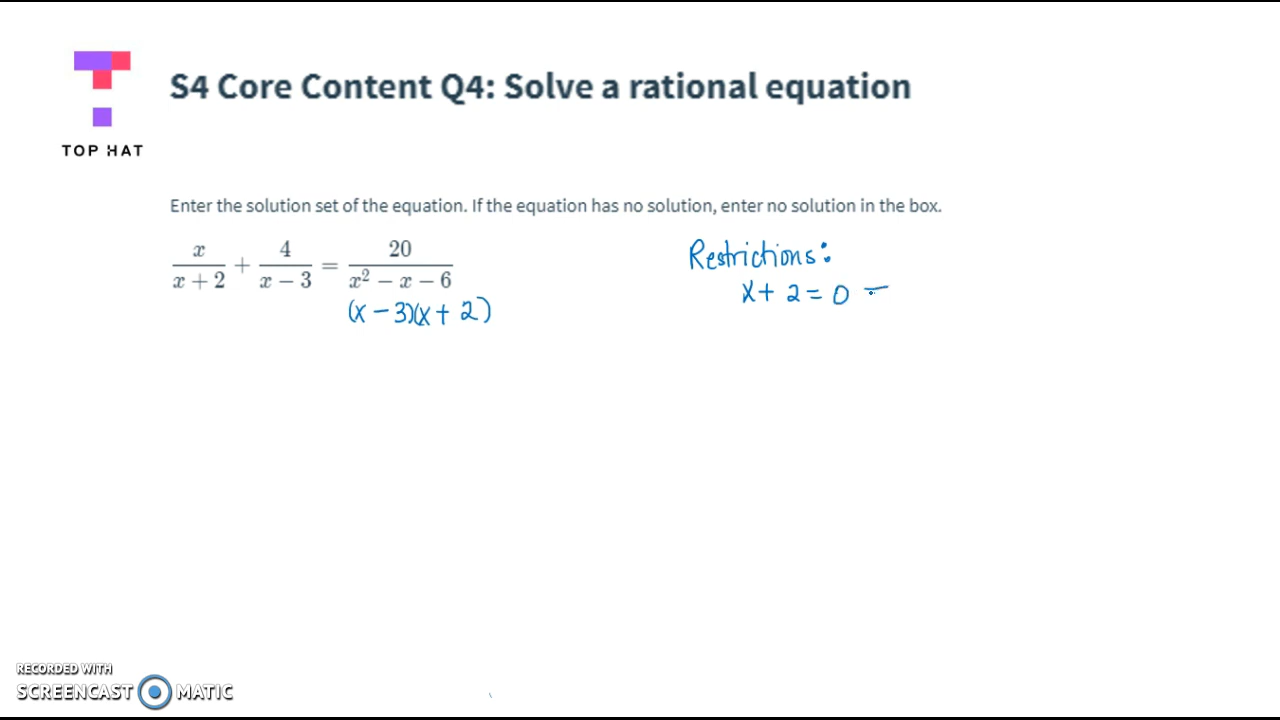 S4 Core Content Q4: Solve a rational equation
TOP HAT
Enter the solution set of the equation. If the equation has no solution, enter no solution in the box.
x/(x + 2) + 4/(x − 3) = 20/(x² − x − 6)
(x − 3)(x + 2)
Restrictions:
x + 2 = 0 =
RECORDED WITH
SCREENCAST MATIC